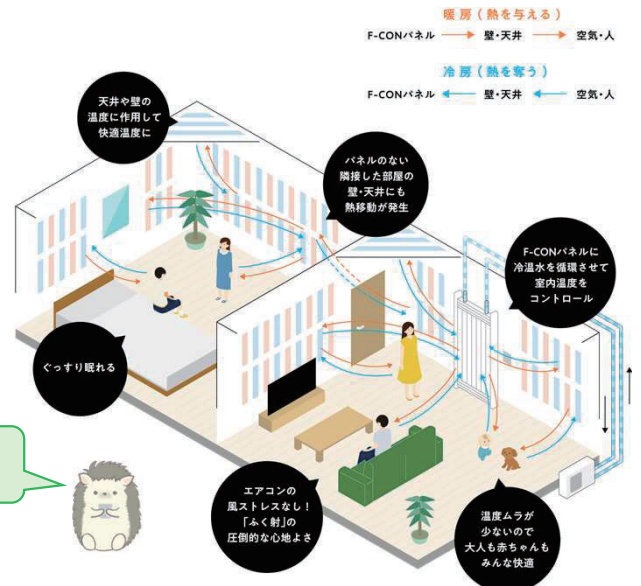 暖房(熱を与える)
F-CONパネル → 壁・天井 → 空気・人
冷房(熱を奪う)
F-CONパネル ← 壁・天井 ← 空気・人
天井や壁の
温度に作用して
快適温度に
パネルのない
隣接した部屋の
壁・天井にも
熱移動が発生
F-CONパネルに
冷温水を循環させて
室内温度を
コントロール
ぐっすり眠れる
エアコンの
風ストレスなし!
「ふく射」の
圧倒的な心地よさ
温度ムラが
少ないので
大人も赤ちゃんも
みんな快適